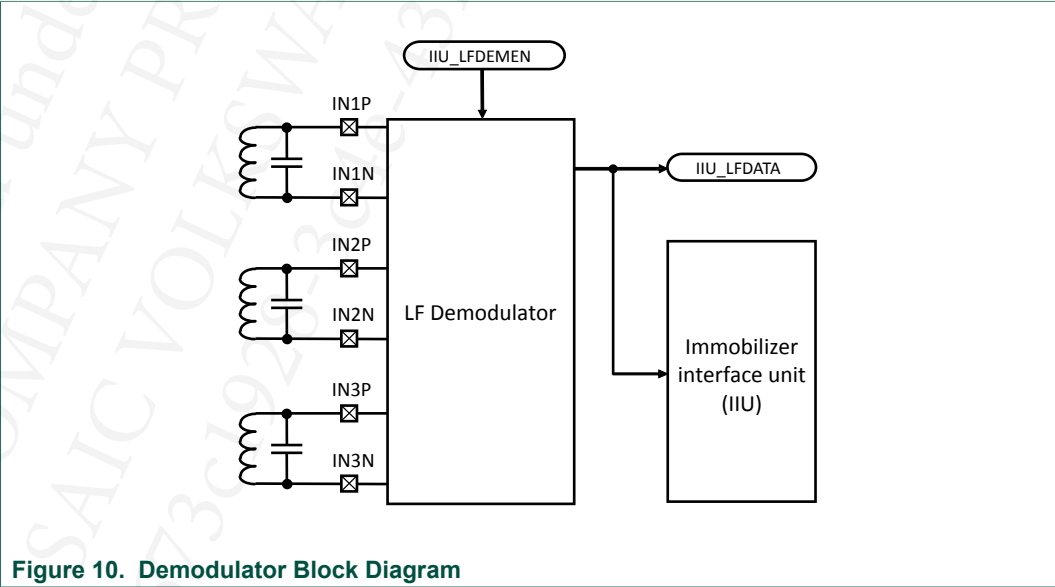 IIU_LFDEMEN
IN1P
IN1N
IIU_LFDATA
IN2P
LF Demodulator
IN2N
Immobilizer
interface unit
(IIU)
IN3P
IN3N
Figure 10. Demodulator Block Diagram